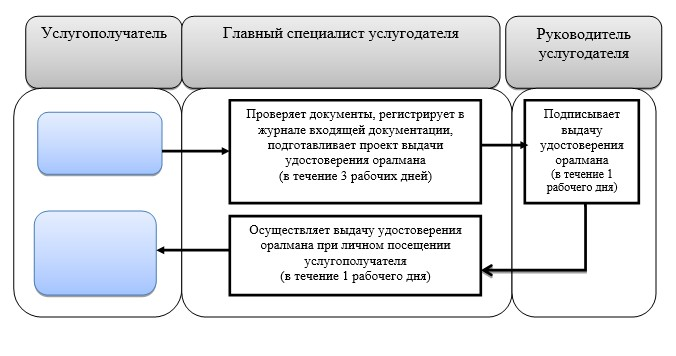 Услугополучатель
Главный специалист услугодателя
Руководитель
услугодателя
Проверяет документы, регистрирует в
журнале входящей документации,
подготавливает проект выдачи
удостоверения оралмана
(в течение 3 рабочих дней)
Подписывает
выдачу
удостоверения
оралмана
(в течение 1
рабочего дня)
Осуществляет выдачу удостоверения
оралмана при личном посещении
услугополучателя
(в течение 1 рабочего дня)